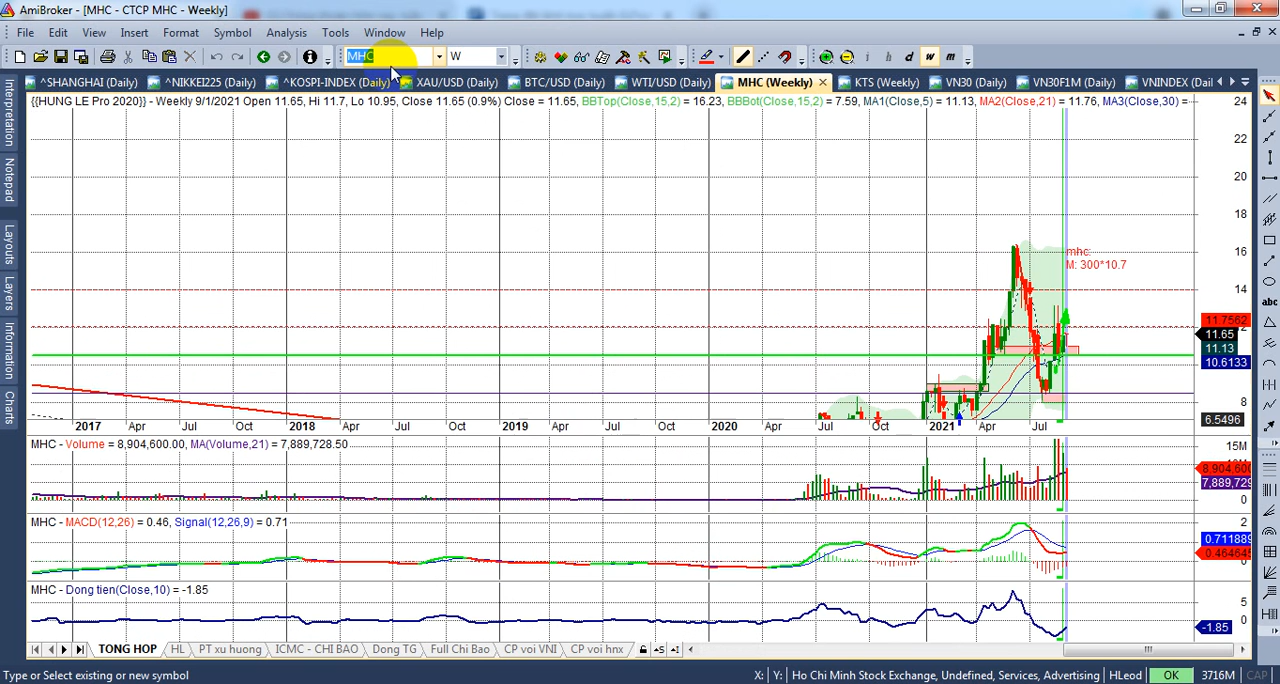 AmiBroker - [MHC - CTCP MHC - Weekly]
File Edit View Insert Format Symbol Analysis Tools Window Help
MHC W i h d w m
^SHANGHAI (Daily) ^NIKKEI225 (Daily) ^KOSPI-INDEX (Daily) XAU/USD (Daily) BTC/USD (Daily) WTI/USD (Daily) MHC (Weekly) KTS (Weekly) VN30 (Daily) VN30F1M (Daily) VNINDEX (Dail
{{HUNG LE Pro 2020}} - Weekly 9/1/2021 Open 11.65, Hi 11.7, Lo 10.95, Close 11.65 (0.9%) Close = 11.65, BBTop(Close,15,2) = 16.23, BBBot(Close,15,2) = 7.59, MA1(Close,5) = 11.13, MA2(Close,21) = 11.76, MA3(Close,30) =
Interpretation
Notepad
Layouts
Layers
Information
Charts
24
22
20
18
16
14
12
8
mhc:
M: 300*10.7
11.7562
11.65
11.13
10.6133
6.5496
abc
2017 Apr Jul Oct 2018 Apr Jul Oct 2019 Apr Jul Oct 2020 Apr Jul Oct 2021 Apr Jul
MHC - Volume = 8,904,600.00, MA(Volume,21) = 7,889,728.50
15M
8,904,600
7,889,729
0
MHC - MACD(12,26) = 0.46, Signal(12,26,9) = 0.71
2
0.711889
0.464645
MHC - Dong tien(Close,10) = -1.85
5
0
-1.85
TONG HOP HL PT xu huong ICMC - CHI BAO Dong TG Full Chi Bao CP voi VNI CP voi hnx
Type or Select existing or new symbol X: Y: Ho Chi Minh Stock Exchange, Undefined, Services, Advertising HLeod OK 3716M CAP